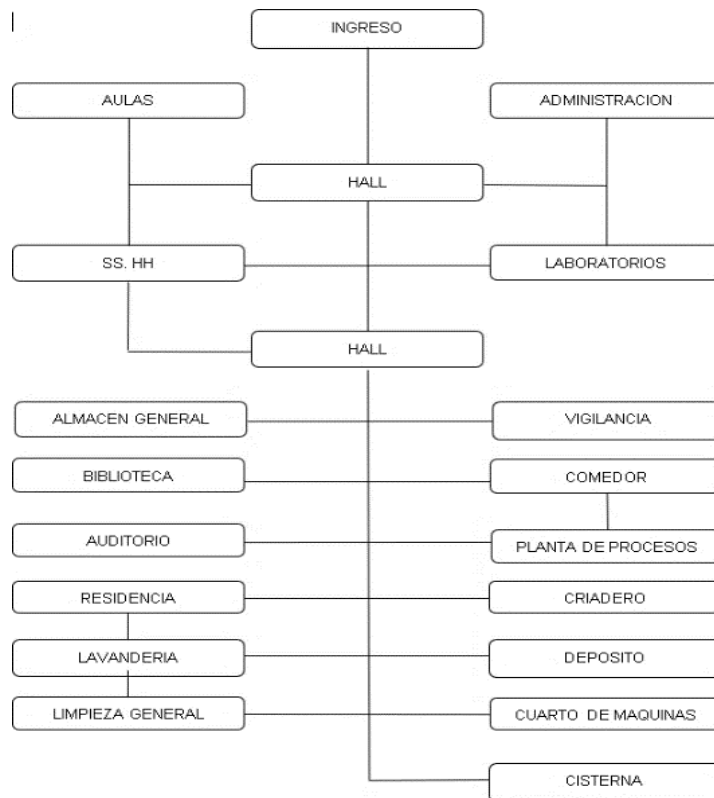 INGRESO
AULAS
ADMINISTRACION
HALL
SS. HH
LABORATORIOS
HALL
ALMACEN GENERAL
VIGILANCIA
BIBLIOTECA
COMEDOR
AUDITORIO
PLANTA DE PROCESOS
RESIDENCIA
CRIADERO
LAVANDERIA
DEPOSITO
LIMPIEZA GENERAL
CUARTO DE MAQUINAS
CISTERNA